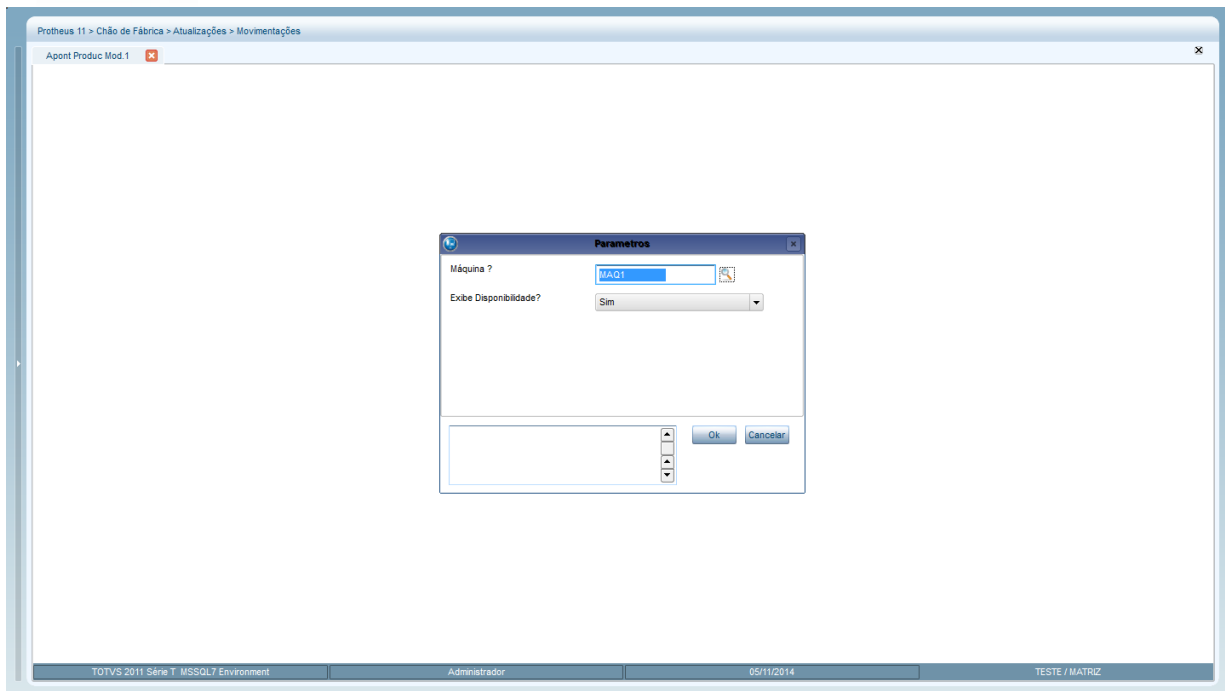 Protheus 11 > Chão de Fábrica > Atualizações > Movimentações
Apont Produc Mod.1
Parametros
Máquina ?
MAQ1
Exibe Disponibilidade?
Sim
Ok Cancelar
TOTVS 2011 Série T MSSQL7 Environment Administrador 05/11/2014 TESTE / MATRIZ